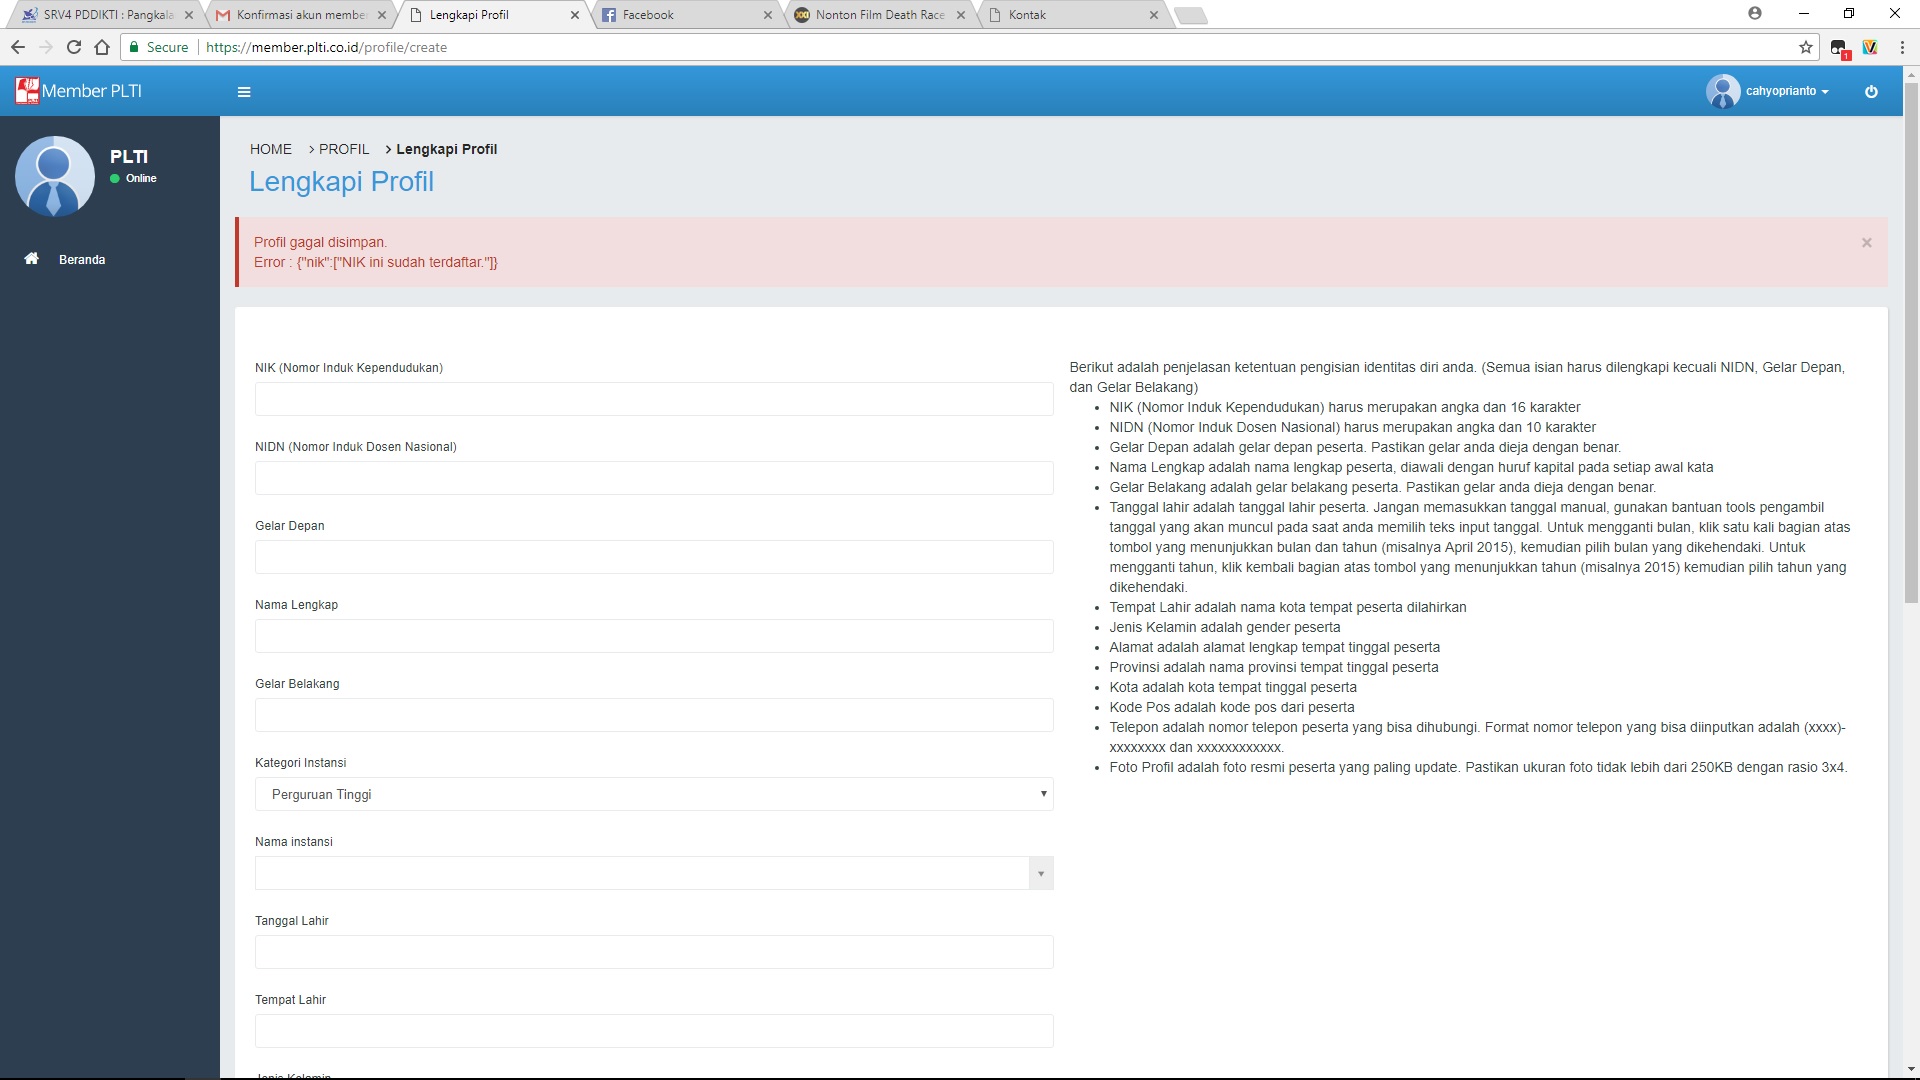 SRV4 PDDIKTI : Pangkala
Konfirmasi akun member
Lengkapi Profil
Facebook
Nonton Film Death Race
Kontak
Secure
https://member.plti.co.id/profile/create
1
Member PLTI
cahyoprianto
PLTI
Online
Beranda
HOME > PROFIL > Lengkapi Profil
Lengkapi Profil
Profil gagal disimpan.
Error : {"nik":["NIK ini sudah terdaftar."]}
×
NIK (Nomor Induk Kependudukan)
NIDN (Nomor Induk Dosen Nasional)
Gelar Depan
Nama Lengkap
Gelar Belakang
Kategori Instansi
Perguruan Tinggi
Nama instansi
Tanggal Lahir
Tempat Lahir
Jenis Kelamin
Berikut adalah penjelasan ketentuan pengisian identitas diri anda. (Semua isian harus dilengkapi kecuali NIDN, Gelar Depan,
dan Gelar Belakang)
• NIK (Nomor Induk Kependudukan) harus merupakan angka dan 16 karakter
• NIDN (Nomor Induk Dosen Nasional) harus merupakan angka dan 10 karakter
• Gelar Depan adalah gelar depan peserta. Pastikan gelar anda dieja dengan benar.
• Nama Lengkap adalah nama lengkap peserta, diawali dengan huruf kapital pada setiap awal kata
• Gelar Belakang adalah gelar belakang peserta. Pastikan gelar anda dieja dengan benar.
• Tanggal lahir adalah tanggal lahir peserta. Jangan memasukkan tanggal manual, gunakan bantuan tools pengambil
tanggal yang akan muncul pada saat anda memilih teks input tanggal. Untuk mengganti bulan, klik satu kali bagian atas
tombol yang menunjukkan bulan dan tahun (misalnya April 2015), kemudian pilih bulan yang dikehendaki. Untuk
mengganti tahun, klik kembali bagian atas tombol yang menunjukkan tahun (misalnya 2015) kemudian pilih tahun yang
dikehendaki.
• Tempat Lahir adalah nama kota tempat peserta dilahirkan
• Jenis Kelamin adalah gender peserta
• Alamat adalah alamat lengkap tempat tinggal peserta
• Provinsi adalah nama provinsi tempat tinggal peserta
• Kota adalah kota tempat tinggal peserta
• Kode Pos adalah kode pos dari peserta
• Telepon adalah nomor telepon peserta yang bisa dihubungi. Format nomor telepon yang bisa diinputkan adalah (xxxx)-
xxxxxxxx dan xxxxxxxxxxxx.
• Foto Profil adalah foto resmi peserta yang paling update. Pastikan ukuran foto tidak lebih dari 250KB dengan rasio 3x4.